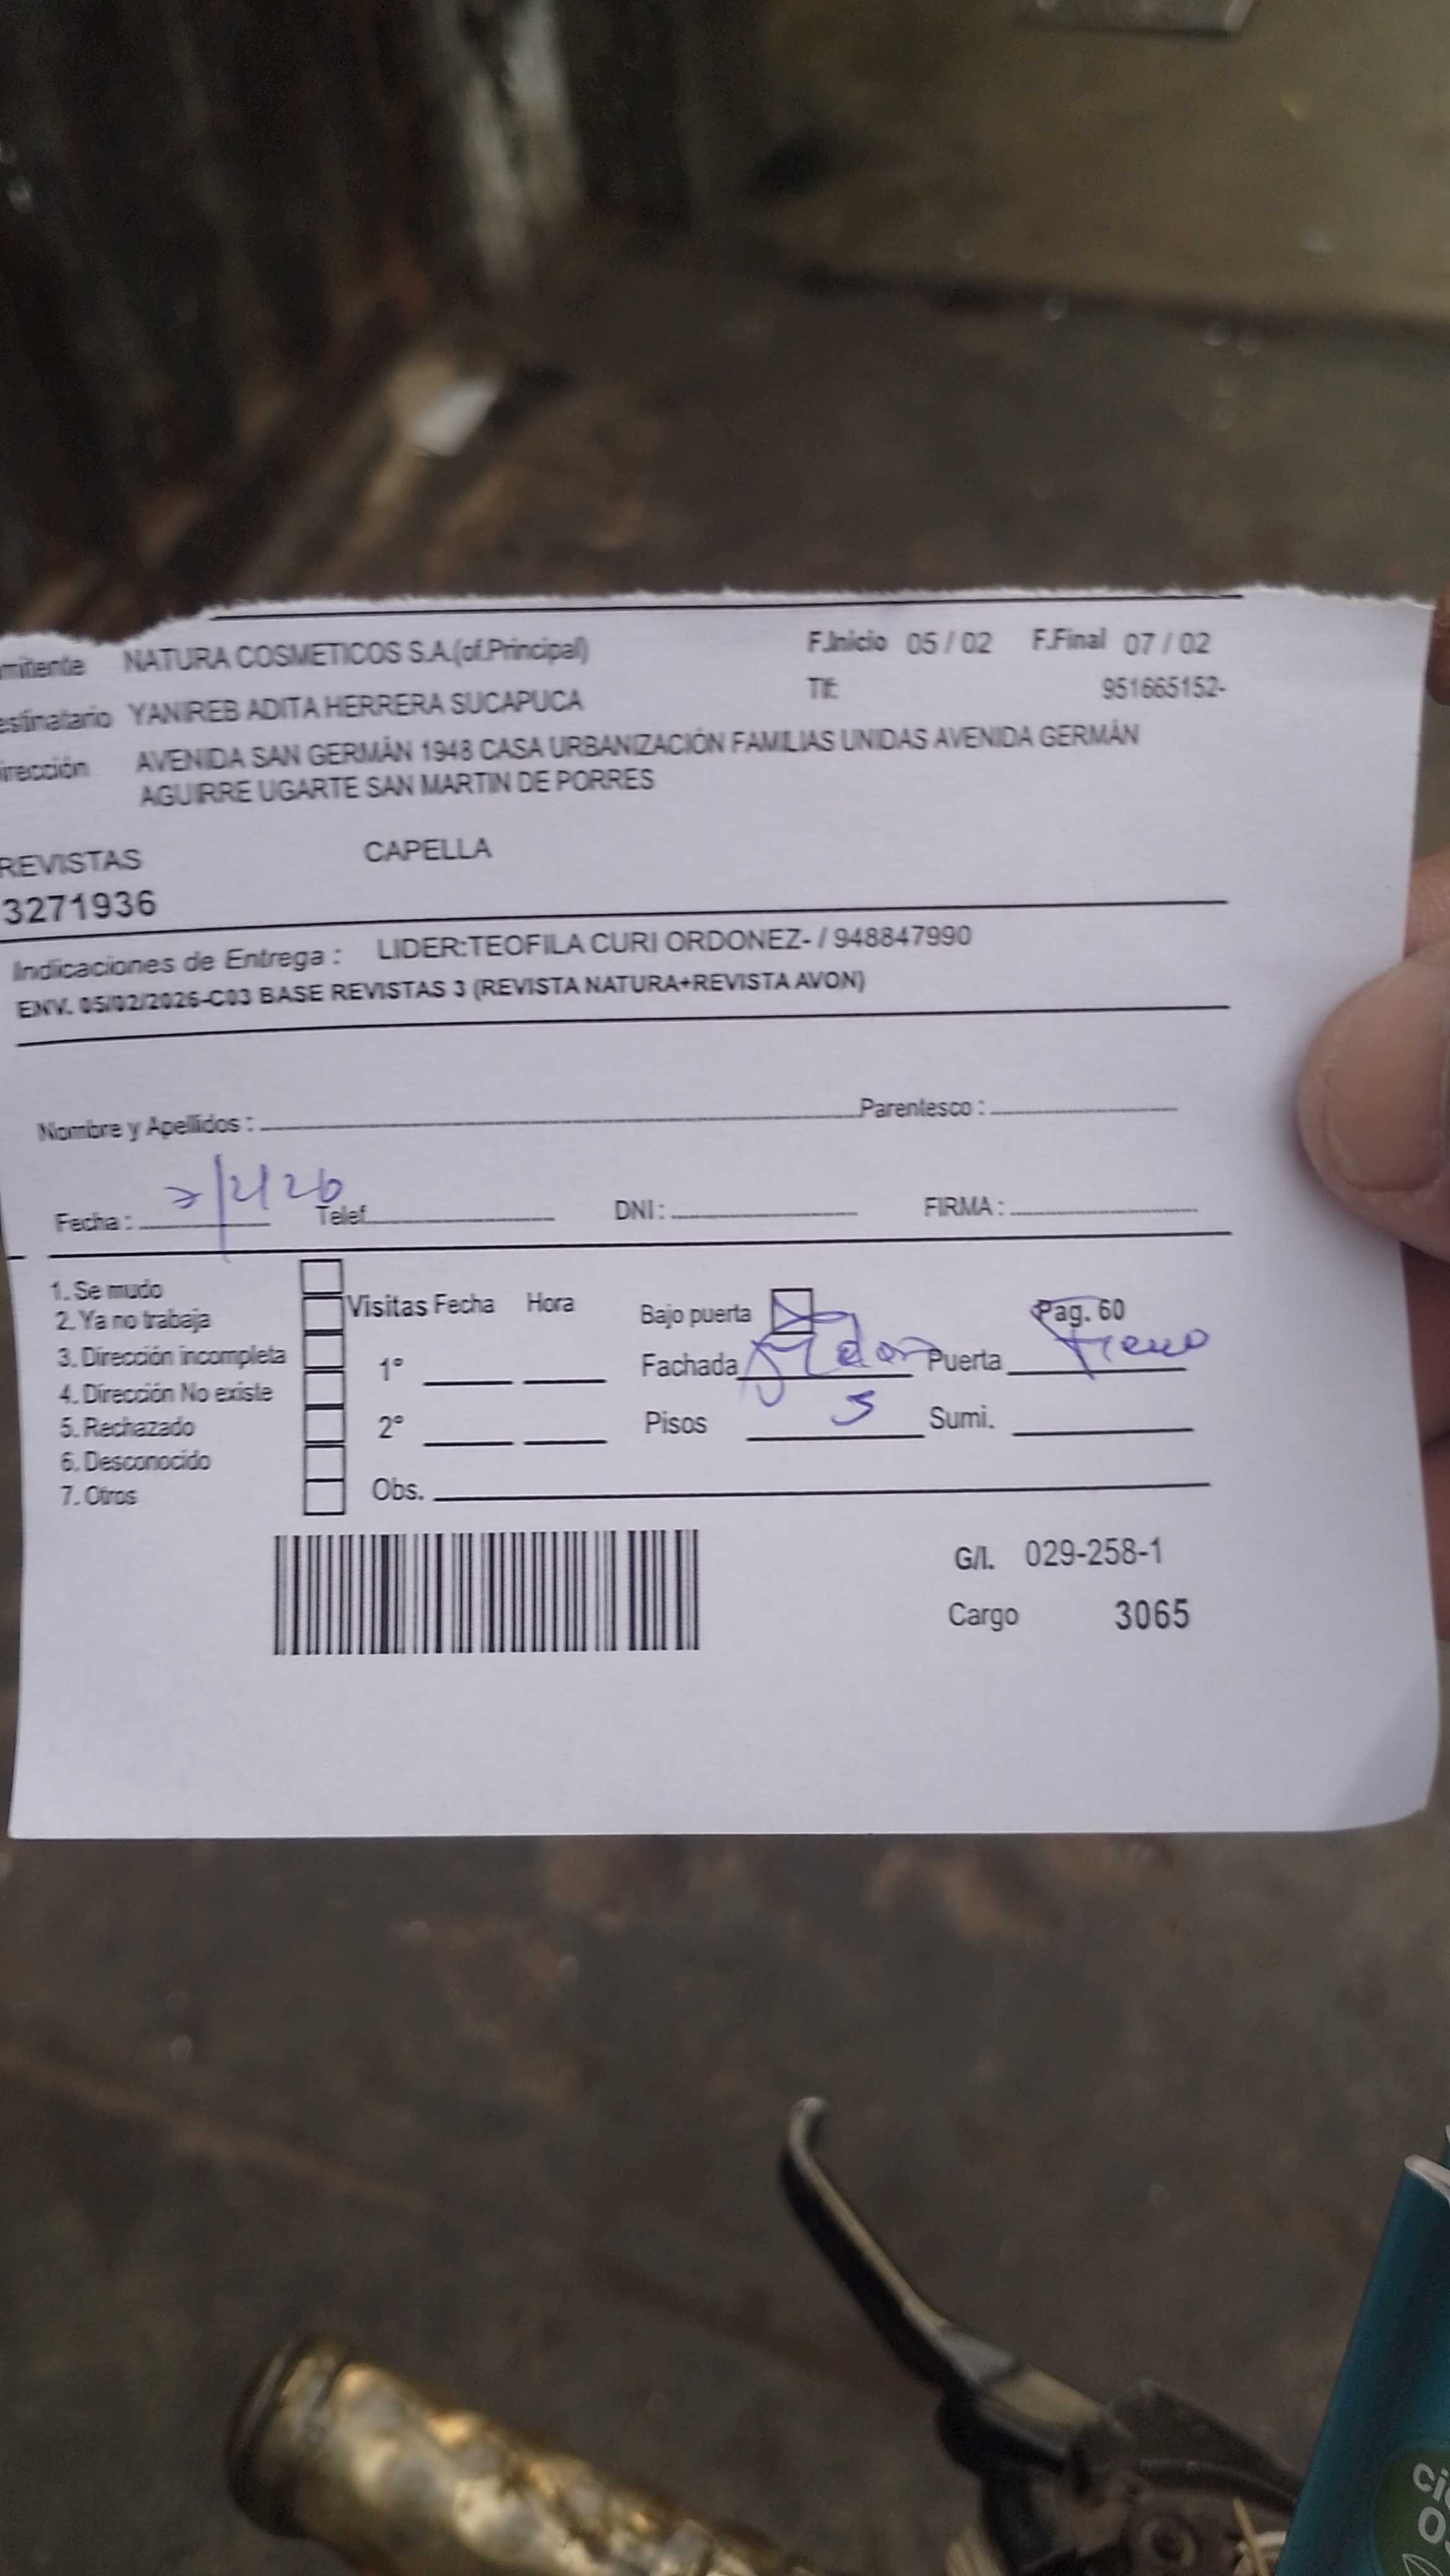 mitente NATURA COSMETICOS S.A.(of.Principal) F.Inicio 05 / 02 F.Final 07 / 02
estinatario YANIREB ADITA HERRERA SUCAPUCA Tlf: 951665152-
irección AVENIDA SAN GERMÁN 1948 CASA URBANIZACIÓN FAMILIAS UNIDAS AVENIDA GERMÁN
AGUIRRE UGARTE SAN MARTIN DE PORRES
REVISTAS CAPELLA
3271936
Indicaciones de Entrega : LIDER:TEOFILA CURI ORDONEZ- / 948847990
ENV. 05/02/2026-C03 BASE REVISTAS 3 (REVISTA NATURA+REVISTA AVON)
Nombre y Apellidos : Parentesco :
Fecha : Telef. DNI : FIRMA :
1. Se mudo
2. Ya no trabaja
3. Dirección incompleta
4. Dirección No existe
5. Rechazado
6. Desconocido
7. Otros
Visitas Fecha Hora
1°
2°
Obs.
Bajo puerta Pag. 60
Fachada Puerta
Pisos Sumi.
G/I. 029-258-1
Cargo 3065